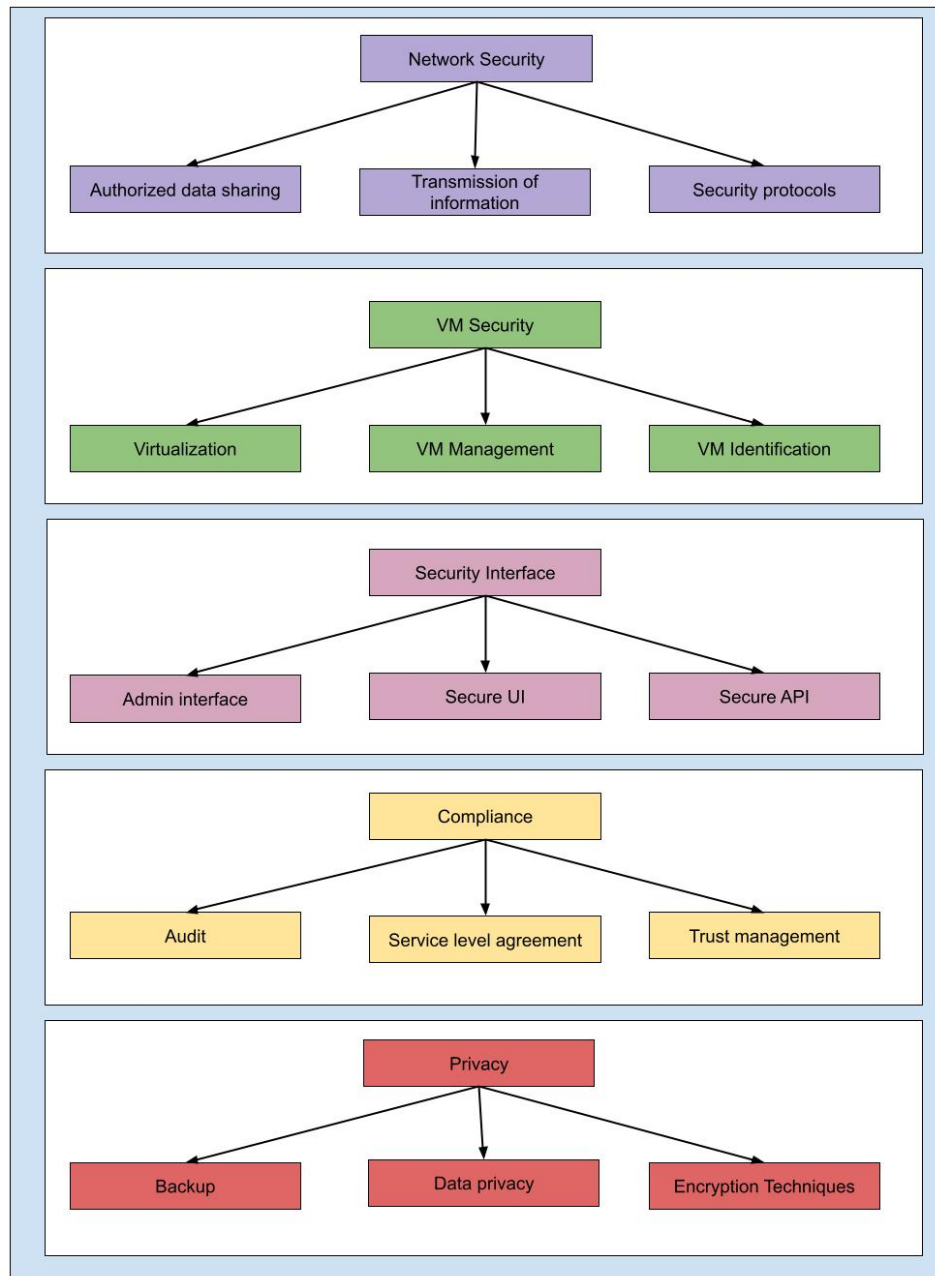 Network Security
Authorized data sharing
Transmission of
information
Security protocols
VM Security
Virtualization
VM Management
VM Identification
Security Interface
Admin interface
Secure UI
Secure API
Compliance
Audit
Service level agreement
Trust management
Privacy
Backup
Data privacy
Encryption Techniques